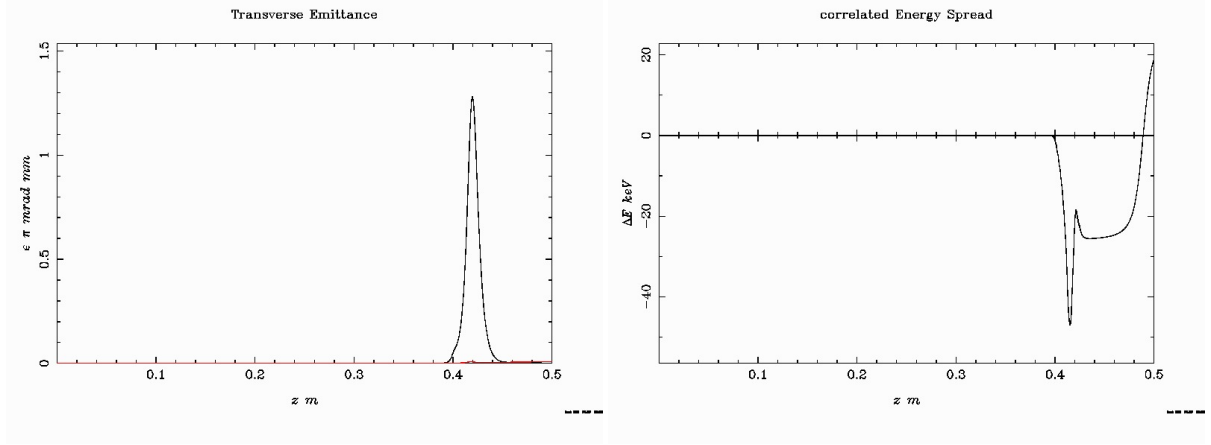 Transverse Emittance
1.5
1
0.5
0
ϵ π mrad mm
0.1 0.2 0.3 0.4 0.5
z m
correlated Energy Spread
20
0
−20
−40
ΔE keV
0.1 0.2 0.3 0.4 0.5
z m